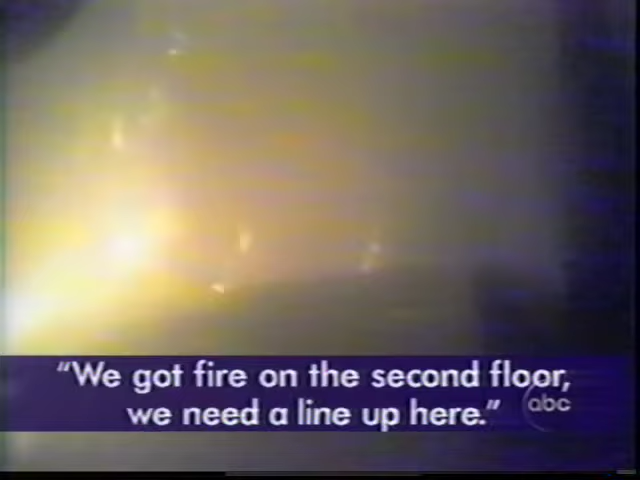 “We got fire on the second floor,
we need a line up here.”
abc